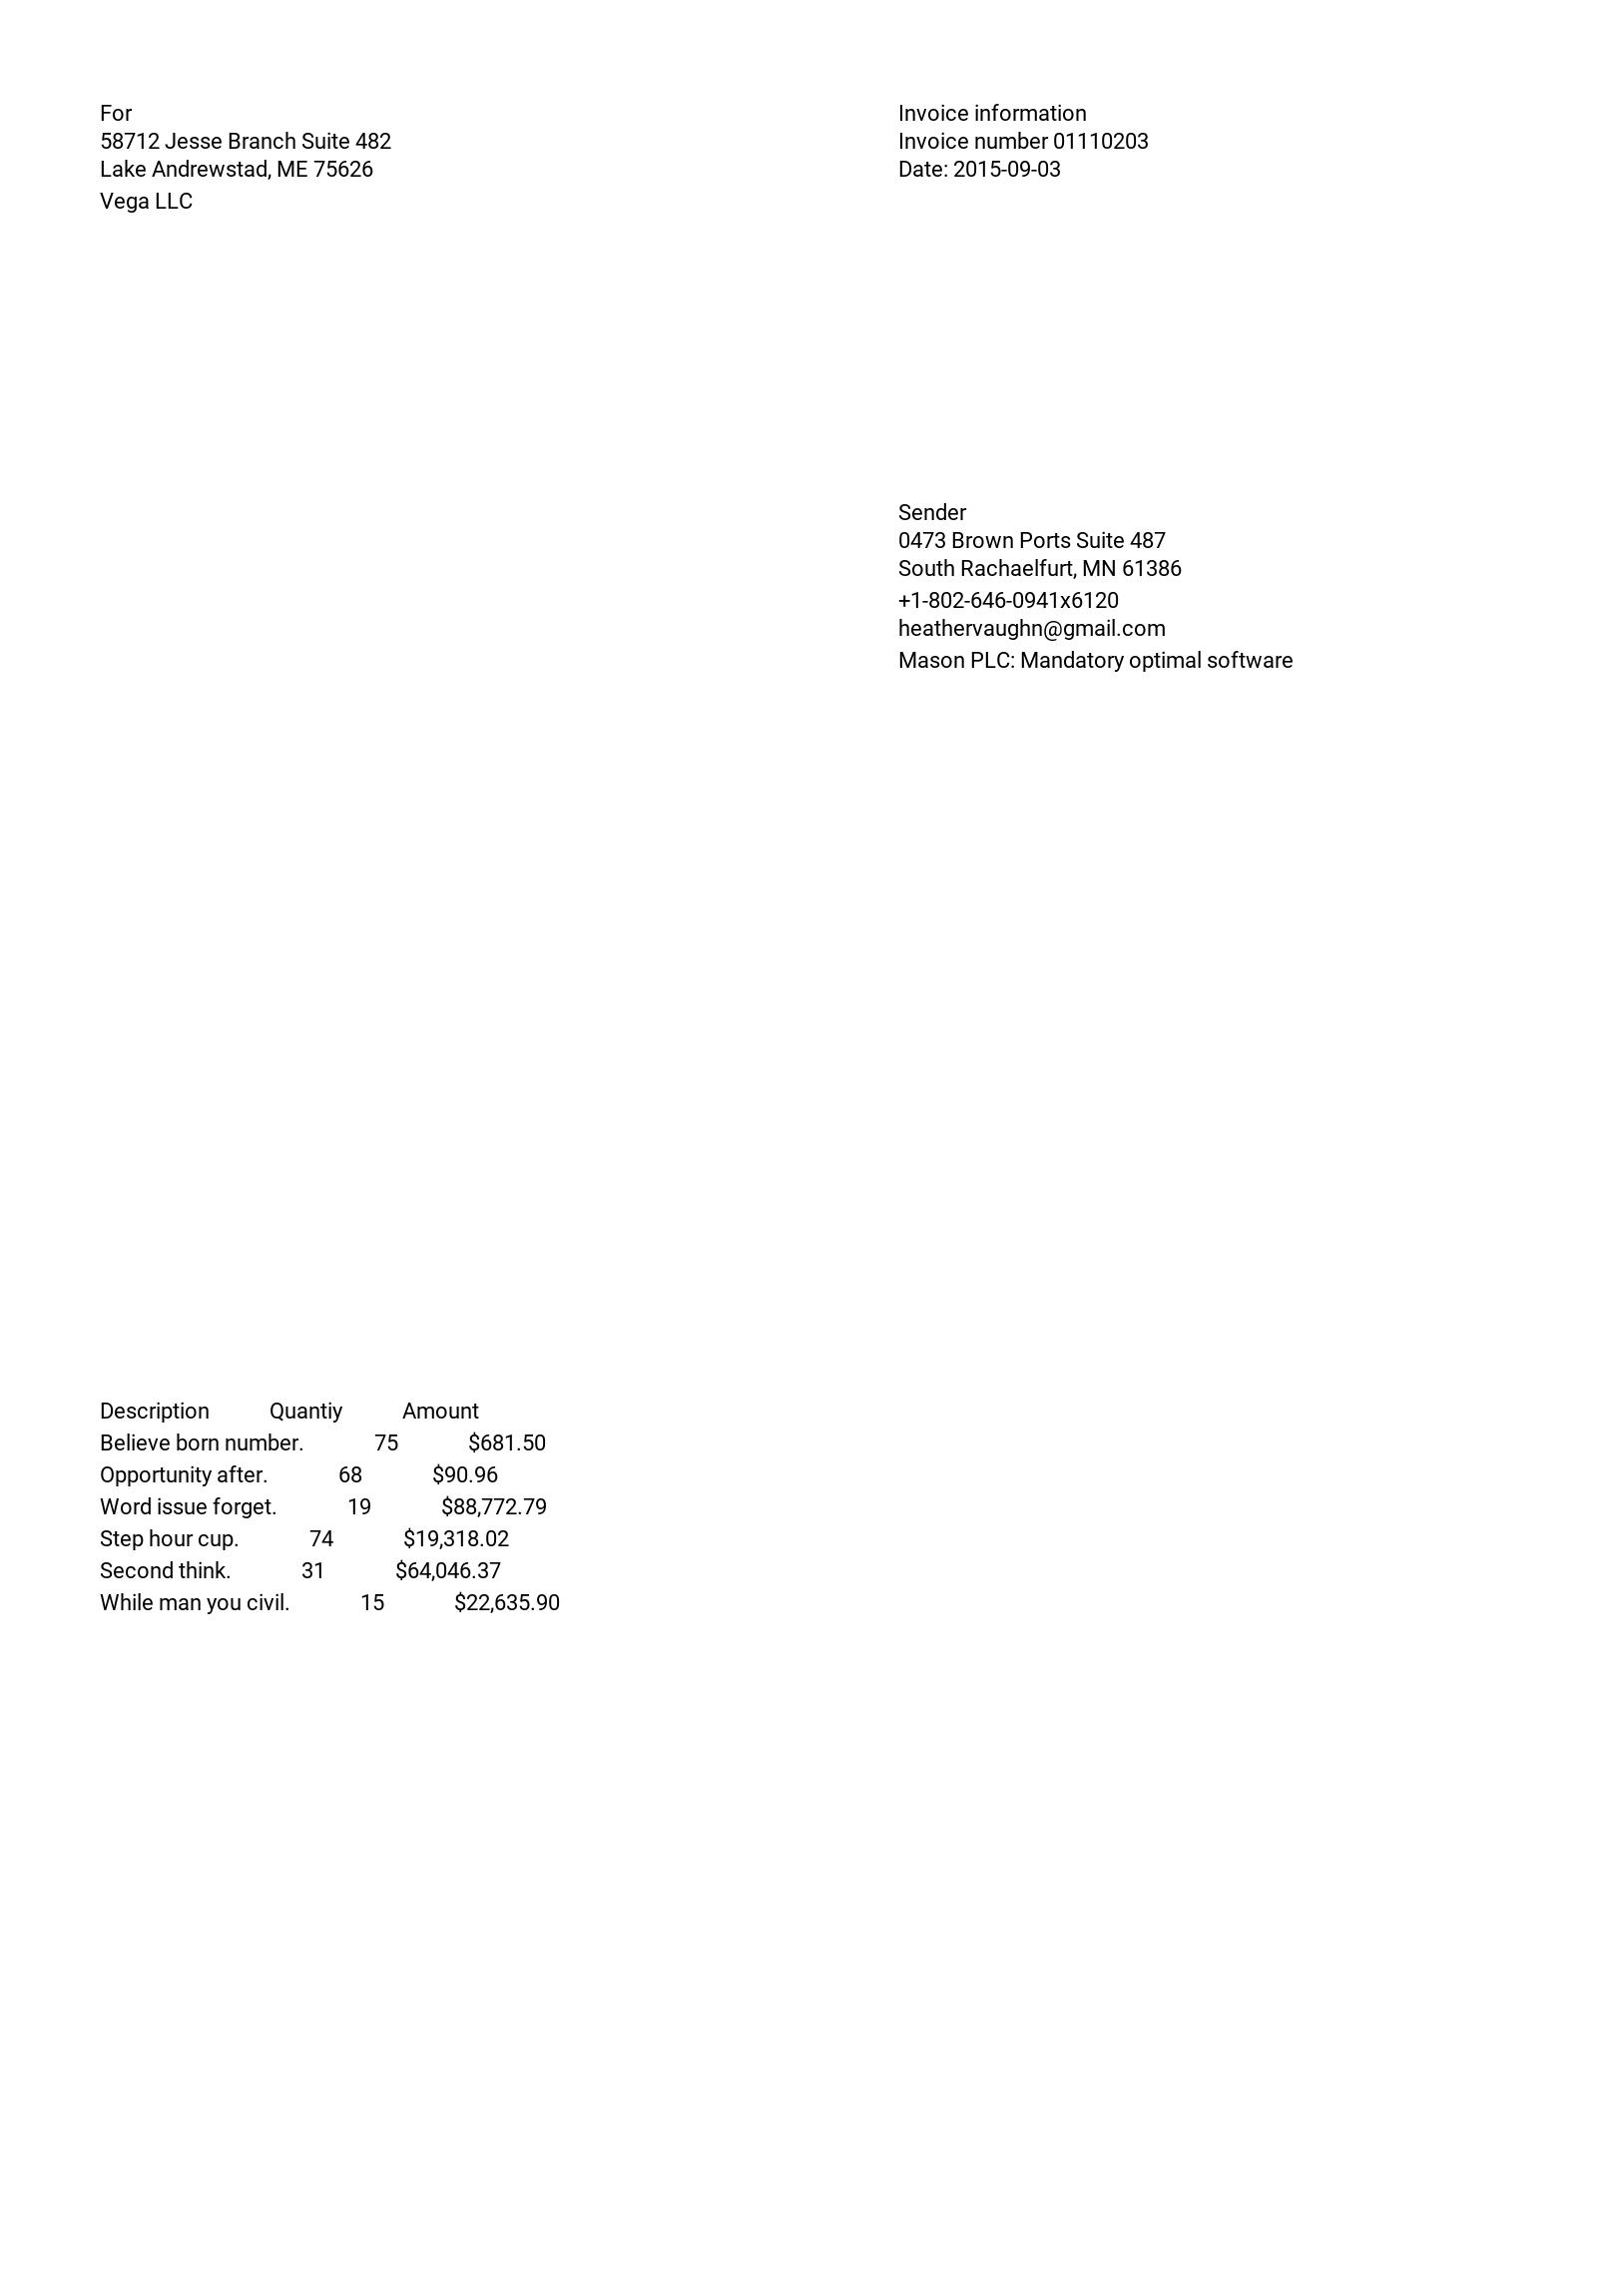 For
58712 Jesse Branch Suite 482
Lake Andrewstad, ME 75626
Vega LLC
Invoice information
Invoice number 01110203
Date: 2015-09-03
Sender
0473 Brown Ports Suite 487
South Rachaelfurt, MN 61386
+1-802-646-0941x6120
heathervaughn@gmail.com
Mason PLC: Mandatory optimal software
Description Quantiy Amount
Believe born number. 75 $681.50
Opportunity after. 68 $90.96
Word issue forget. 19 $88,772.79
Step hour cup. 74 $19,318.02
Second think. 31 $64,046.37
While man you civil. 15 $22,635.90